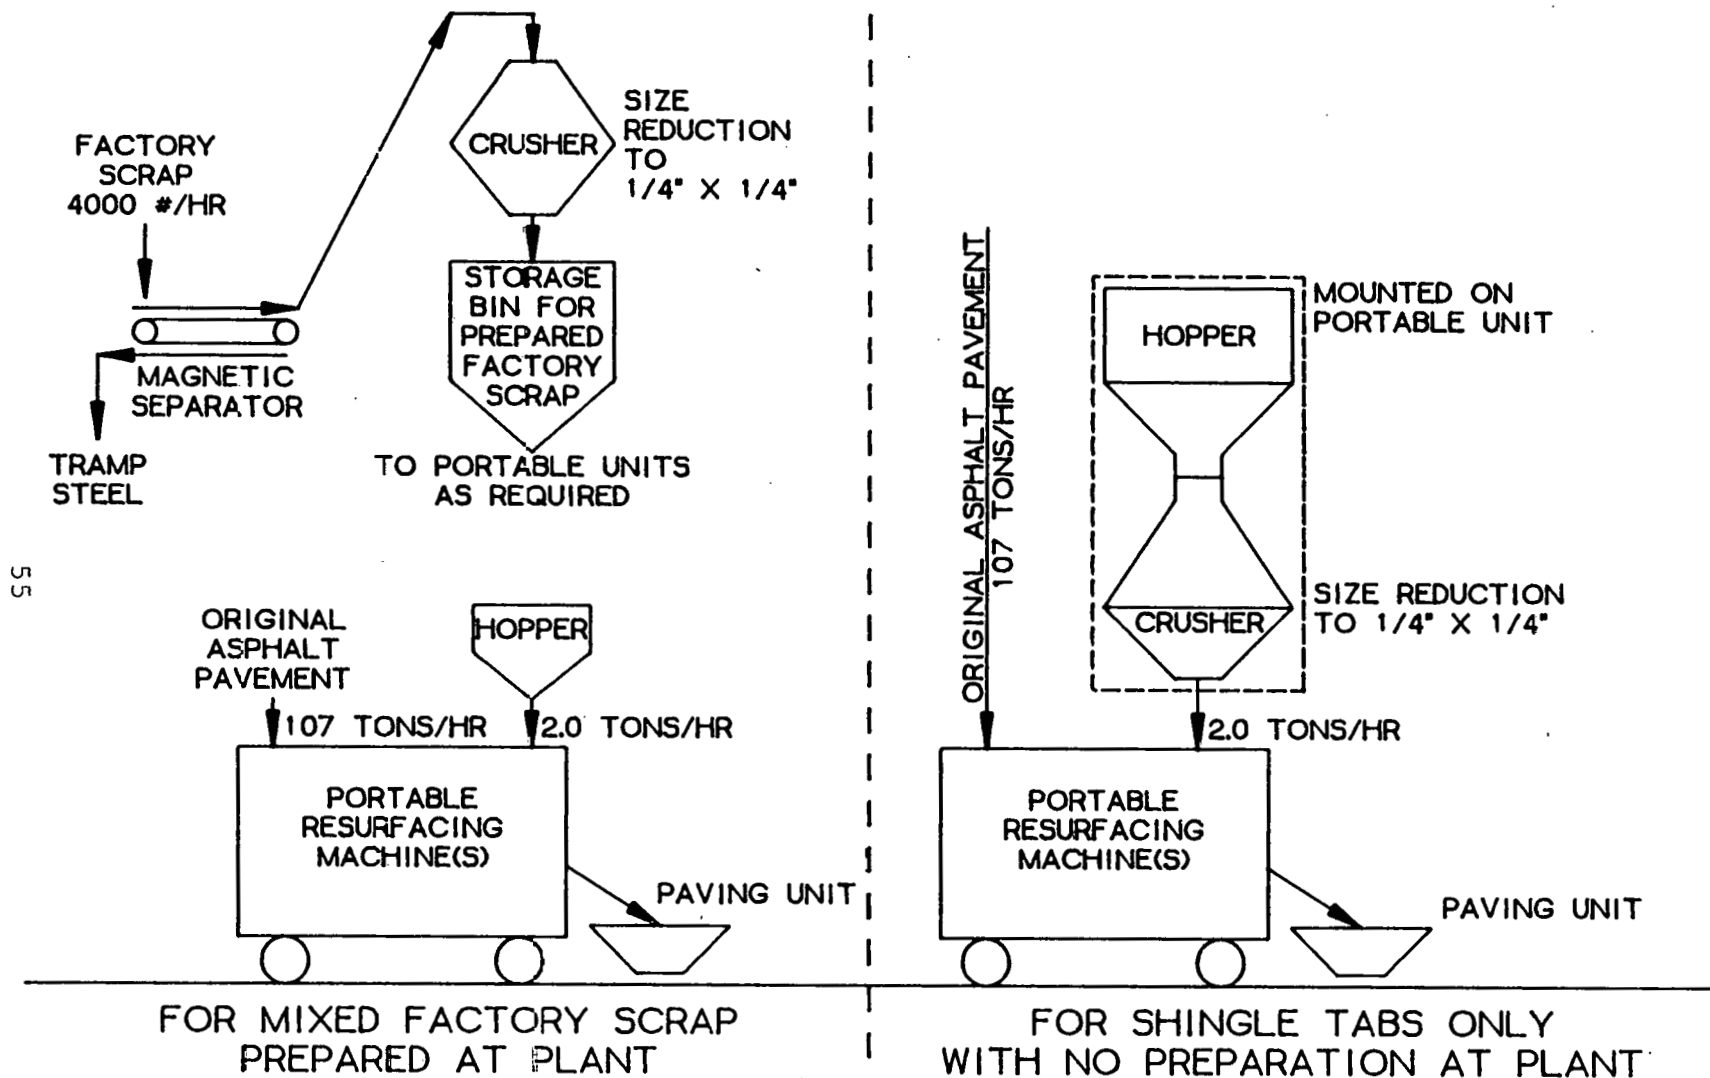 FACTORY
SCRAP
4000 #/HR
CRUSHER
SIZE
REDUCTION
TO
1/4" X 1/4"
MAGNETIC
SEPARATOR
TRAMP
STEEL
STORAGE
BIN FOR
PREPARED
FACTORY
SCRAP
TO PORTABLE UNITS
AS REQUIRED
ORIGINAL
ASPHALT
PAVEMENT
107 TONS/HR
HOPPER
2.0 TONS/HR
PORTABLE
RESURFACING
MACHINE(S)
PAVING UNIT
FOR MIXED FACTORY SCRAP
PREPARED AT PLANT
ORIGINAL ASPHALT PAVEMENT
107 TONS/HR
HOPPER
MOUNTED ON
PORTABLE UNIT
CRUSHER
SIZE REDUCTION
TO 1/4" X 1/4"
2.0 TONS/HR
PORTABLE
RESURFACING
MACHINE(S)
PAVING UNIT
FOR SHINGLE TABS ONLY
WITH NO PREPARATION AT PLANT
55